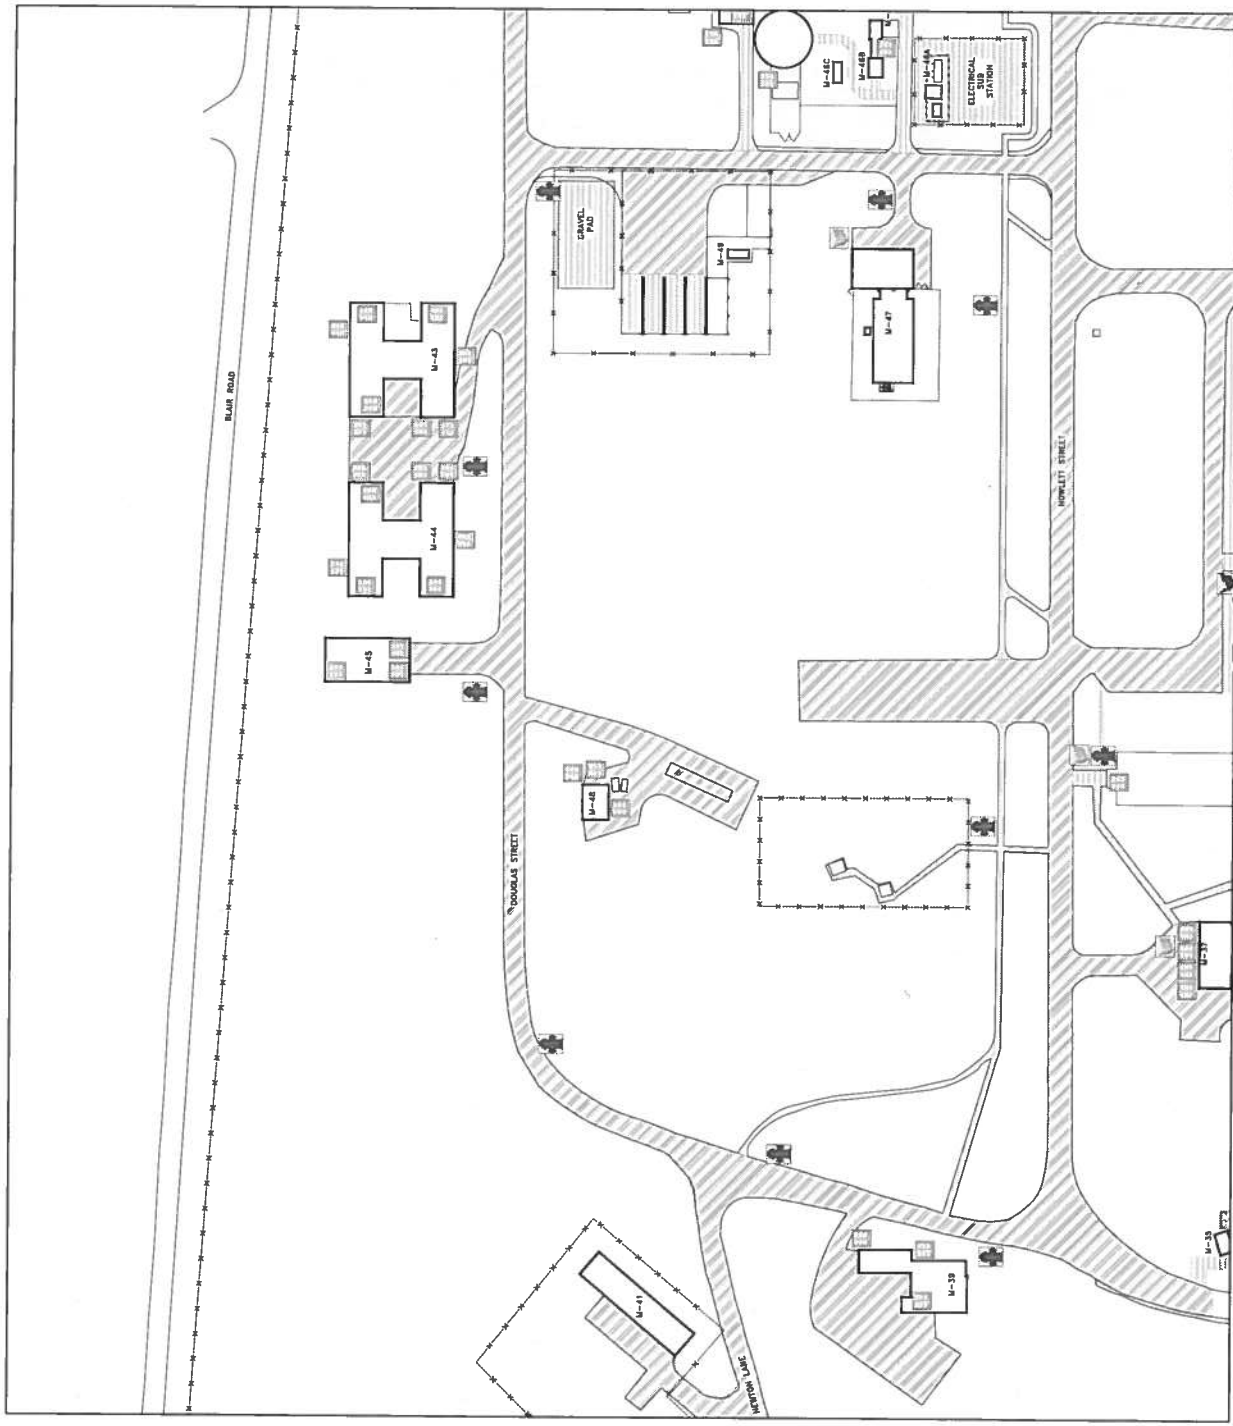 M-46C
M-46B
M-46A
ELECTRICAL
SUB
STATION
GRAVEL
PAD
M-49
M-47
M-43
BLAIR ROAD
HOWLETT STREET
M-44
M-45
M-48
DOUGLAS STREET
M-37
M-35
M-39
M-41
NEWTON LANE